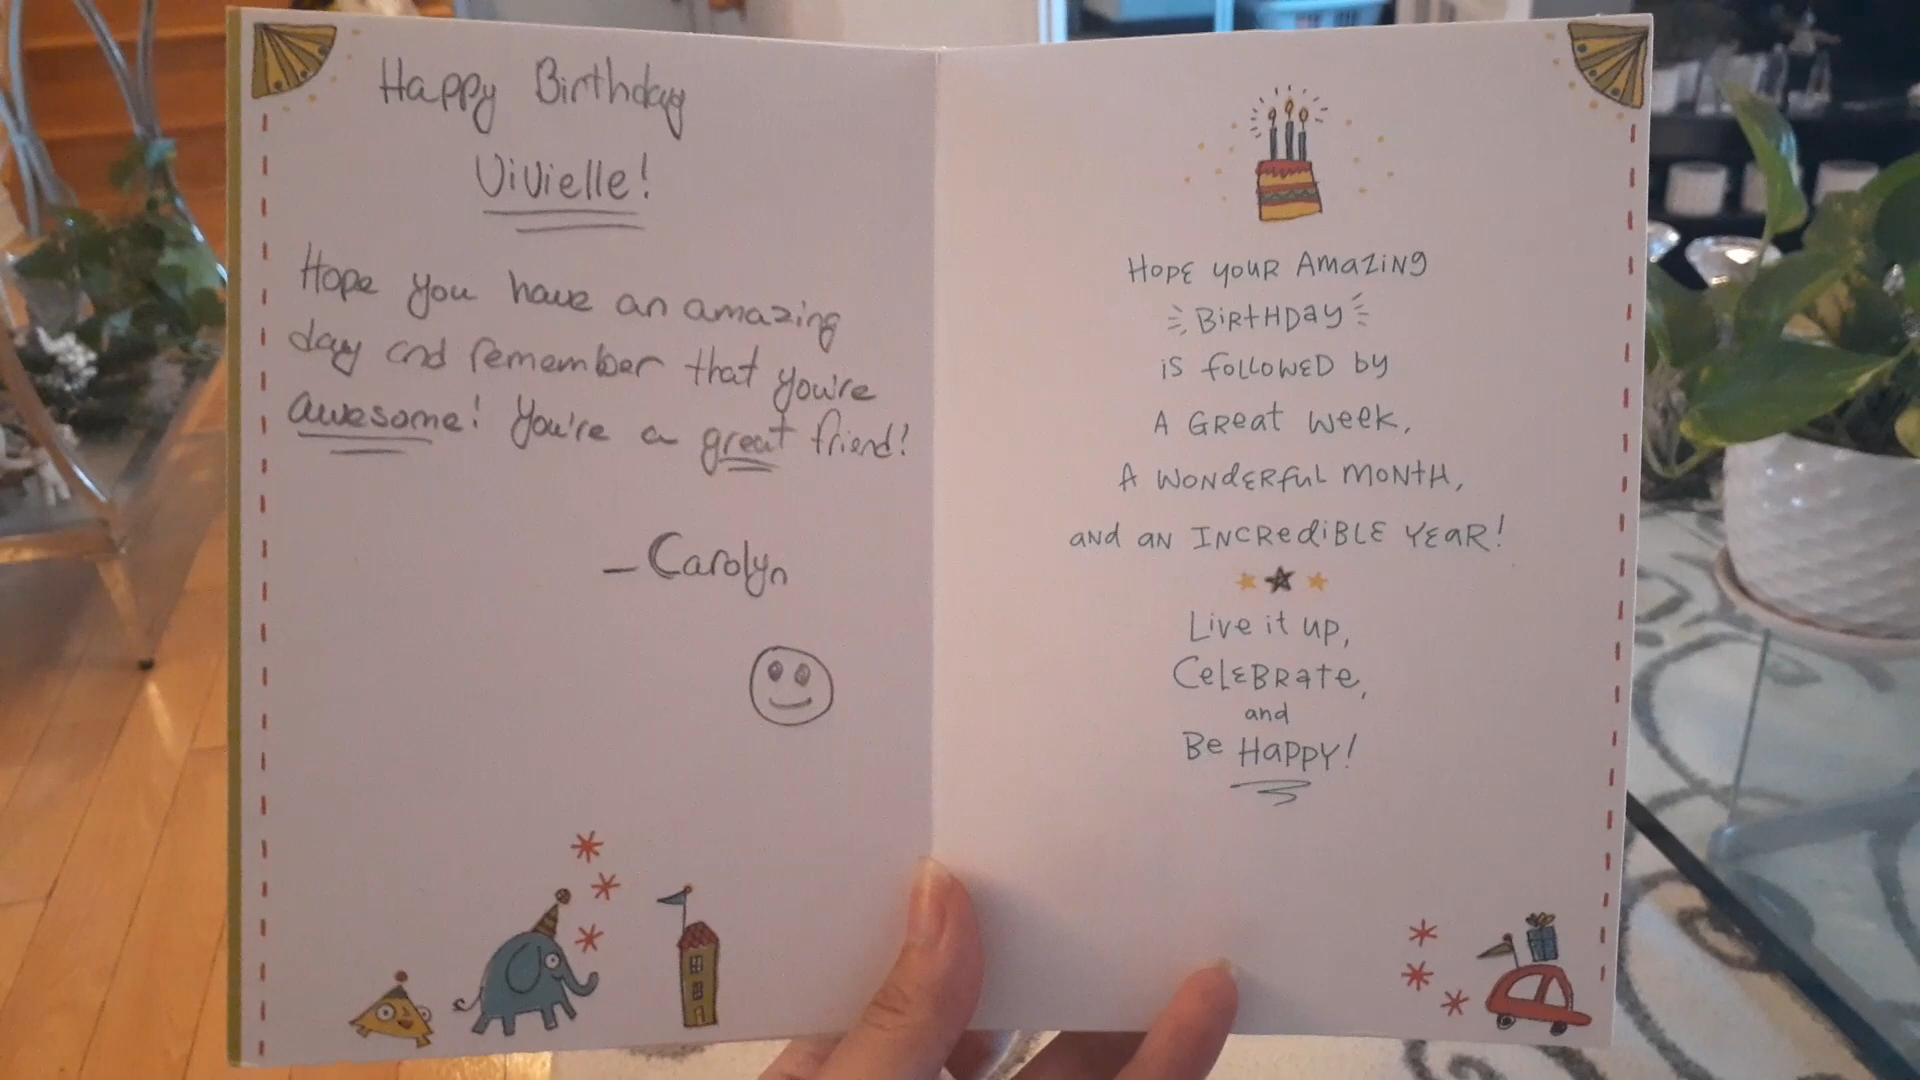 Happy Birthday
Vivielle!
Hope you have an amazing
day and remember that you're
awesome! You're a great friend!
– Carolyn
HOPE YOUR AMAZING
BIRTHDAY
is FOLLOWED by
A GReat Week,
A WONdERFUL MONTH,
aND aN INCRediBLE YEaR!
Live it up,
CeLEBRate,
and
Be HaPPY!